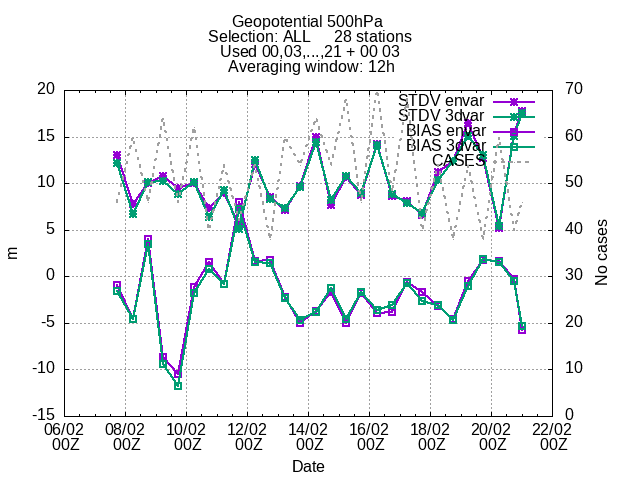 Geopotential 500hPa
Selection: ALL 28 stations
Used 00,03,...,21 + 00 03
Averaging window: 12h
STDV envar
STDV 3dvar
BIAS envar
BIAS 3dvar
CASES
20
15
10
5
0
-5
-10
-15
m
70
60
50
40
30
20
10
0
No cases
06/02 08/02 10/02 12/02 14/02 16/02 18/02 20/02 22/02
00Z 00Z 00Z 00Z 00Z 00Z 00Z 00Z 00Z
Date